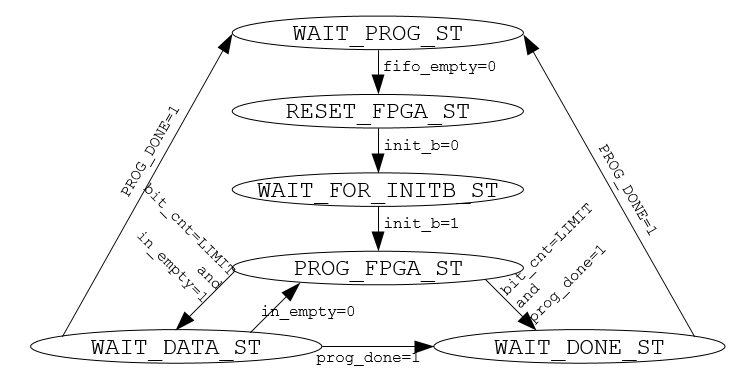 WAIT_PROG_ST
fifo_empty=0
RESET_FPGA_ST
PROG_DONE=1
PROG_DONE=1
init_b=0
WAIT_FOR_INITB_ST
bit_cnt=LIMIT
and
in_empty=1
init_b=1
bit_cnt=LIMIT
and
prog_done=1
PROG_FPGA_ST
in_empty=0
WAIT_DATA_ST
prog_done=1
WAIT_DONE_ST